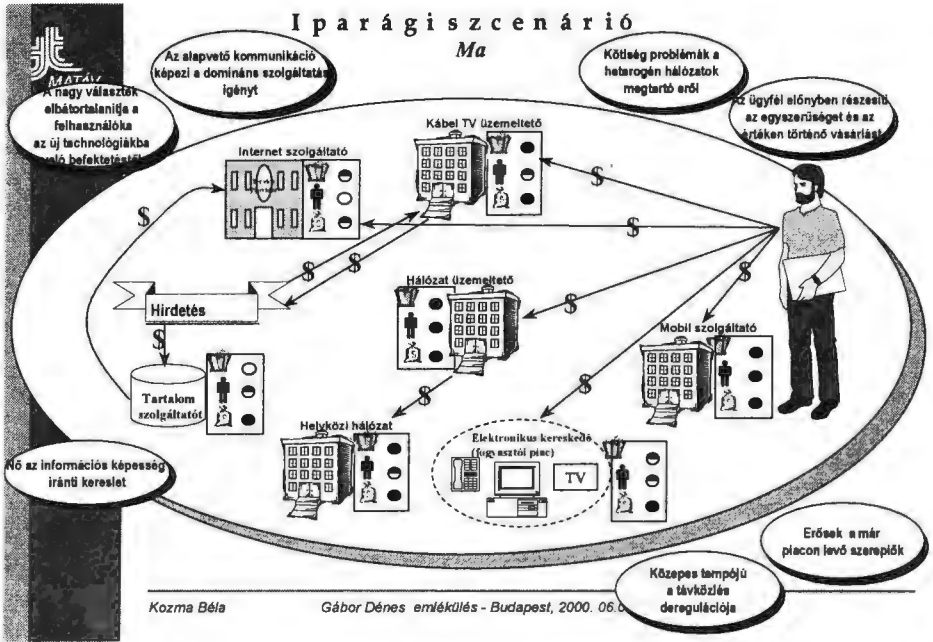 I p a r á g i s z c e n á r i ó
Ma
MATÁV
Az alapvető kommunikáció
képezi a domináns szolgáltatás
igényt
Költség problémák a
heterogén hálózatok
megtartó erői
A nagy választék
elbátortalanítja a
felhasználóka
az új technológiákba
való befektetéstől
Az ügyfél előnyben részesíti
az egyszerűséget és az
értéken történő vásárlást
Kábel TV üzemeltető
Internet szolgáltató
$
$
$
$
$
Hirdetés
$
$
Hálózat üzemeltető
$
$
Mobil szolgáltató
Tartalom
szolgáltatót
$
$
Helyközi hálózat
Elektronikus kereskedő
(fogyasztói piac)
TV
Nő az információs képesség
iránti kereslet
Erősek a már
piacon levő szereplők
Közepes tempójú
a távközlés
deregulációja
Kozma Béla
Gábor Dénes emlékülés - Budapest, 2000. 06.